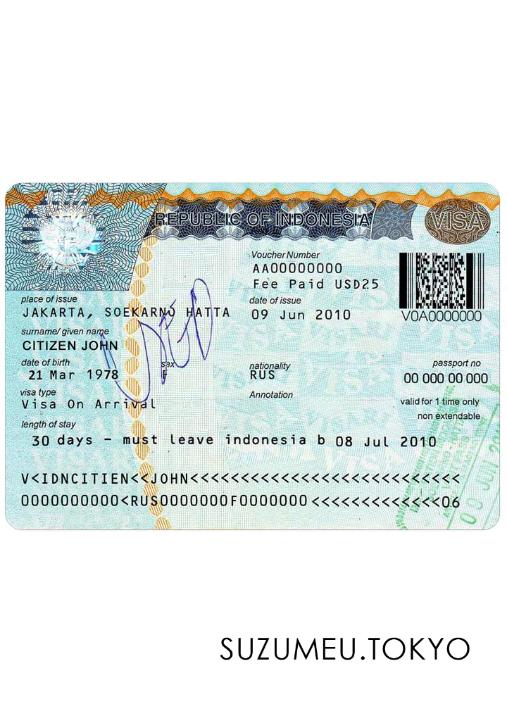 REPUBLIC OF INDONESIA
VISA
Voucher Number
AA00000000
Fee Paid USD25
V0A0000000
place of issue
date of issue
JAKARTA, SOEKARNO HATTA
09 Jun 2010
surname/ given name
CITIZEN JOHN
date of birth
sex
nationality
passport no
21 Mar 1978
F
RUS
00 000 00 000
visa type
Annotation
Visa On Arrival
valid for 1 time only
non extendable
length of stay
30 days - must leave indonesia b 08 Jul 2010
V<IDNCITIEN<<JOHN<<<<<<<<<<<<<<<<<<<<<<<<<<<
0000000000<RUS0000000F0000000<<<<<<<<<<<<<06
SUZUMEU.TOKYO